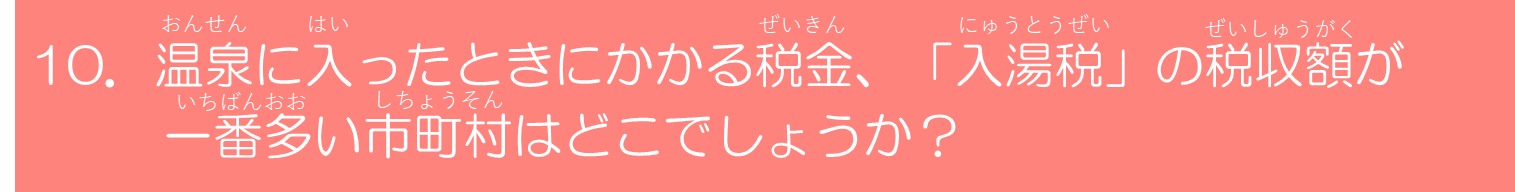 おんせん はい ぜいきん にゅうとうぜい ぜいしゅうがく
10. 温泉に入ったときにかかる税金、「入湯税」の税収額が
いちばんおお しちょうそん
一番多い市町村はどこでしょうか？